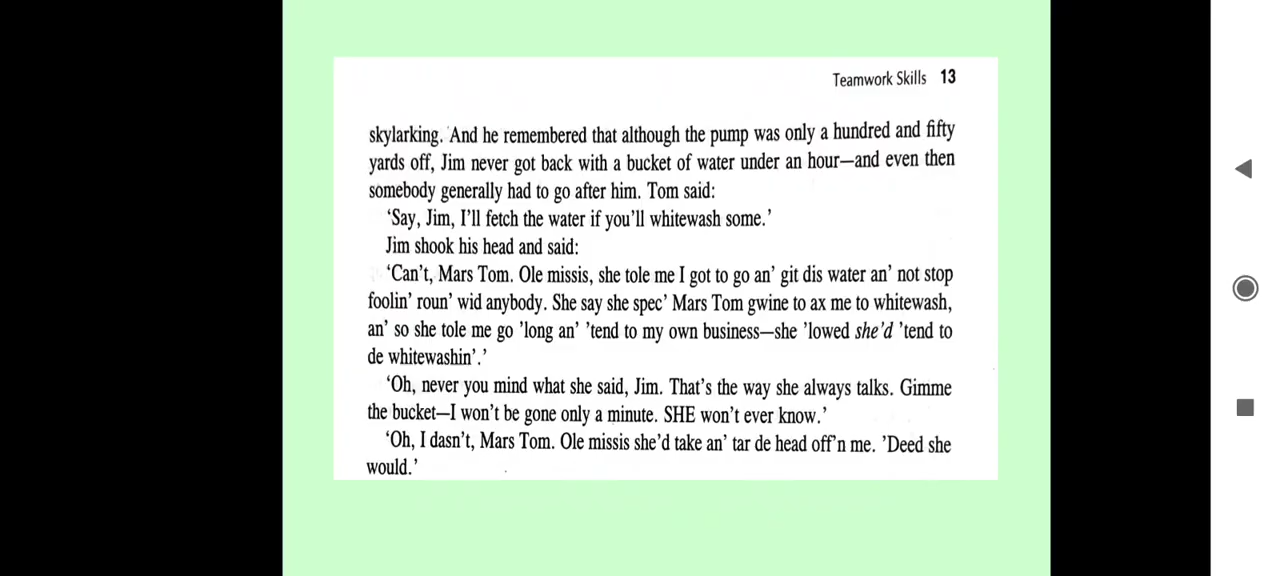 Teamwork Skills 13
skylarking. And he remembered that although the pump was only a hundred and fifty
yards off, Jim never got back with a bucket of water under an hour—and even then
somebody generally had to go after him. Tom said:
‘Say, Jim, I’ll fetch the water if you’ll whitewash some.’
Jim shook his head and said:
‘Can’t, Mars Tom. Ole missis, she tole me I got to go an’ git dis water an’ not stop
foolin’ roun’ wid anybody. She say she spec’ Mars Tom gwine to ax me to whitewash,
an’ so she tole me go ’long an’ ’tend to my own business—she ’lowed she’d ’tend to
de whitewashin’.’
‘Oh, never you mind what she said, Jim. That’s the way she always talks. Gimme
the bucket—I won’t be gone only a minute. SHE won’t ever know.’
‘Oh, I dasn’t, Mars Tom. Ole missis she’d take an’ tar de head off’n me. ’Deed she
would.’